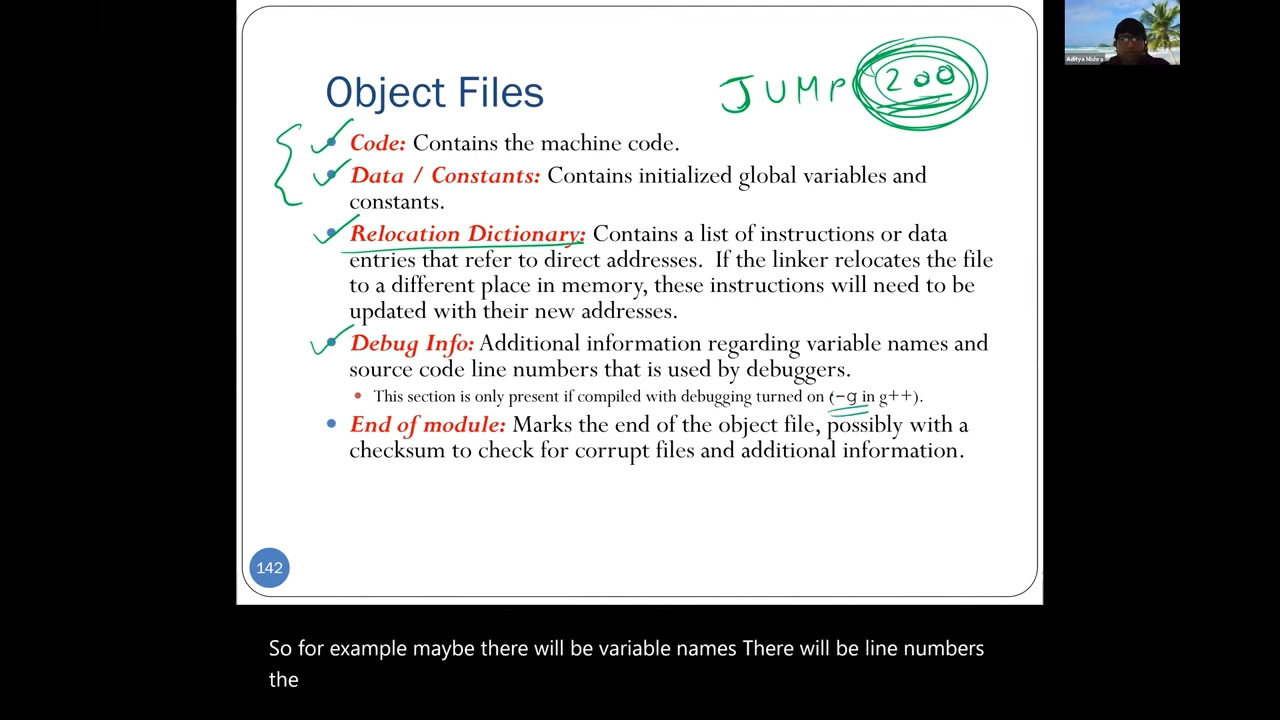 Aditya Mishra
Object Files
JUMP 200
• Code: Contains the machine code.
• Data / Constants: Contains initialized global variables and
constants.
• Relocation Dictionary: Contains a list of instructions or data
entries that refer to direct addresses. If the linker relocates the file
to a different place in memory, these instructions will need to be
updated with their new addresses.
• Debug Info: Additional information regarding variable names and
source code line numbers that is used by debuggers.
• This section is only present if compiled with debugging turned on (-g in g++).
• End of module: Marks the end of the object file, possibly with a
checksum to check for corrupt files and additional information.
142
So for example maybe there will be variable names There will be line numbers
the